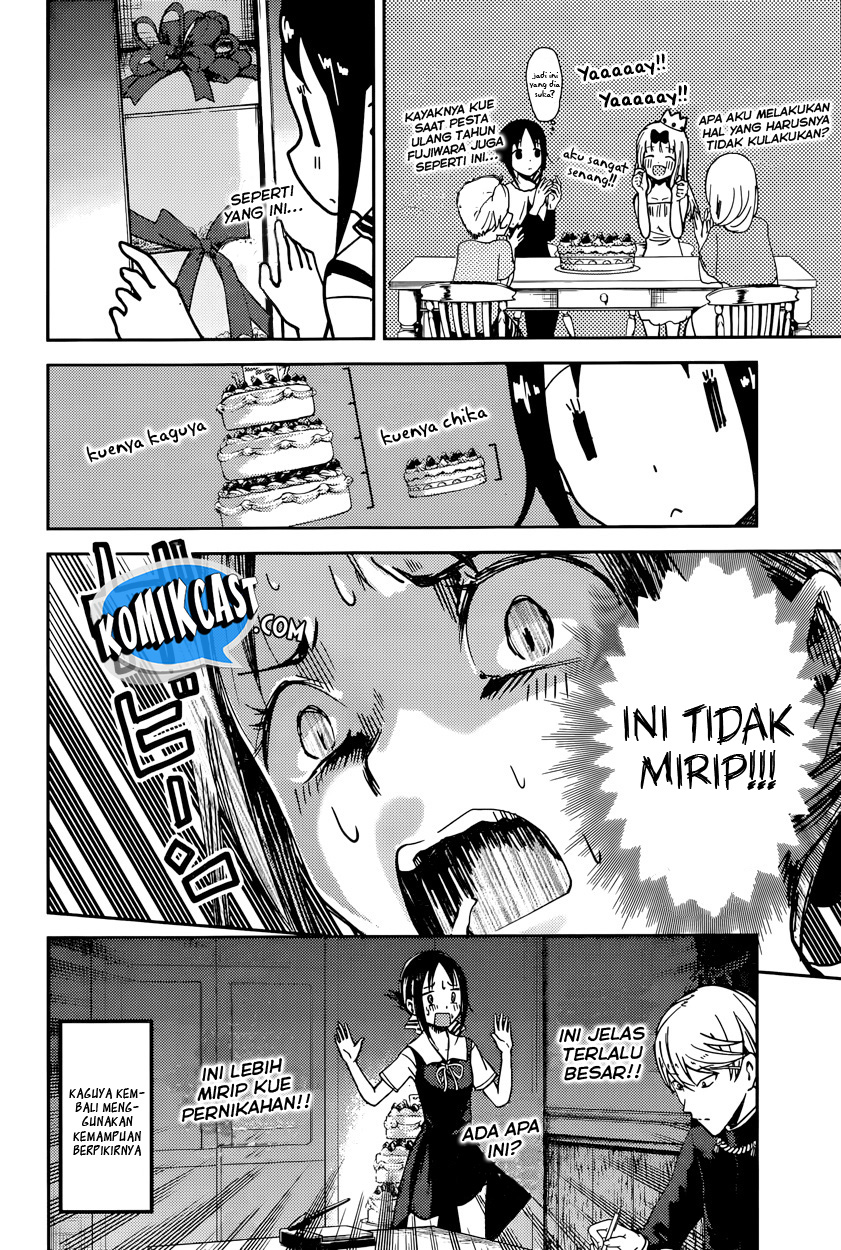 SEPERTI
YANG INI...
jadi ini
yang dia
suka?
Yaaaaay!!
Yaaaaay!!
KAYAKNYA KUE
SAAT PESTA
ULANG TAHUN
FUJIWARA JUGA
SEPERTI INI...
aku sangat
senang!!
APA AKU MELAKUKAN
HAL YANG HARUSNYA
TIDAK KULAKUKAN?
kuenya kaguya
kuenya chika
KOMIKCAST
.COM
ビーン
INI TIDAK
MIRIP!!!
KAGUYA KEM-
BALI MENG-
GUNAKAN
KEMAMPUAN
BERPIKIRNYA
INI LEBIH
MIRIP KUE
PERNIKAHAN!!
ADA APA
INI?
INI JELAS
TERLALU
BESAR!!